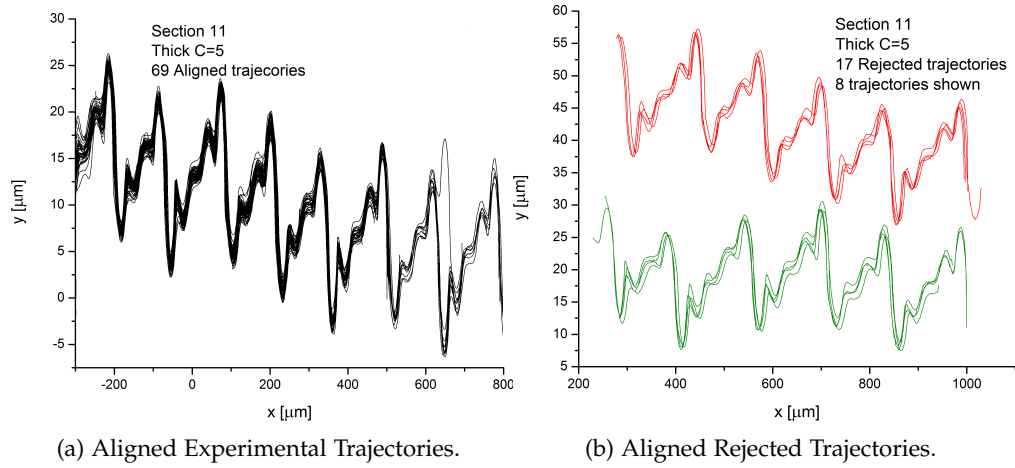 30
25
20
15
10
5
0
-5
y [μm]
Section 11
Thick C=5
69 Aligned trajecories
-200
0
200
400
600
800
x [μm]
(a) Aligned Experimental Trajectories.
60
55
50
45
40
35
30
25
20
15
10
5
y [μm]
Section 11
Thick C=5
17 Rejected trajectories
8 trajectories shown
200
400
600
800
1000
x [μm]
(b) Aligned Rejected Trajectories.